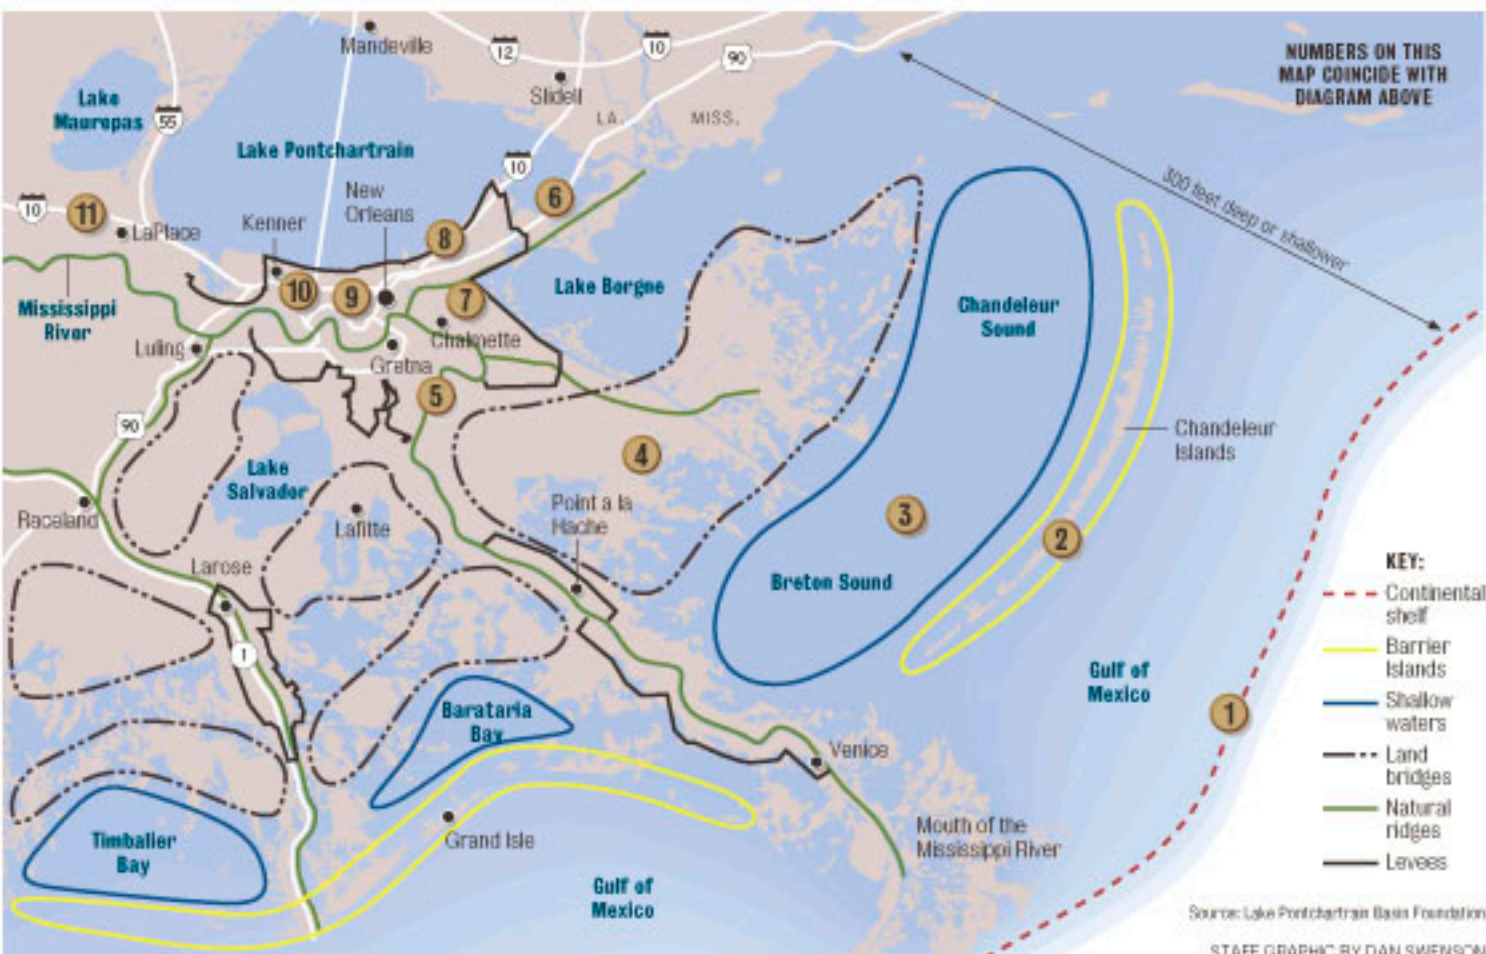 NUMBERS ON THIS
MAP COINCIDE WITH
DIAGRAM ABOVE
Mandeville
12
10
90
Slidell
LA.
MISS.
Lake
Maurepas
55
Lake Pontchartrain
10
New
Orleans
Kenner
10
11
LaPlace
6
8
300 feet deep or shallower
Mississippi
River
10
9
7
Lake Borgne
Chandeleur
Sound
Luling
Chalmette
Gretna
5
90
4
Chandeleur
Islands
Lake
Salvador
Raceland
Lafitte
Point a la
Hache
3
2
Larose
Breton Sound
1
Gulf of
Mexico
1
Barataria
Bay
Venice
Timbalier
Bay
Grand Isle
Mouth of the
Mississippi River
Gulf of
Mexico
KEY:
Continental
shelf
Barrier
Islands
Shallow
waters
Land
bridges
Natural
ridges
Levees
Source: Lake Pontchartrain Basin Foundation
STAFF GRAPHIC BY DAN SWENSON